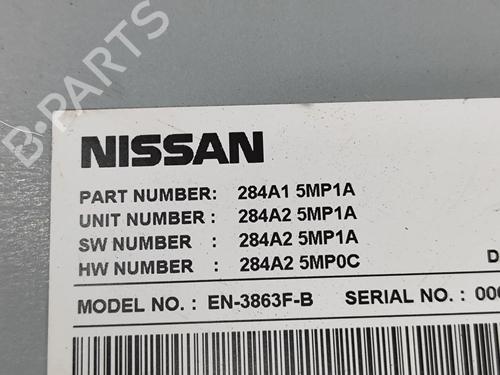 B-PARTS
NISSAN
PART NUMBER: 284A1 5MP1A
UNIT NUMBER: 284A2 5MP1A
SW NUMBER : 284A2 5MP1A
HW NUMBER : 284A2 5MP0C
MODEL NO. : EN-3863F-B SERIAL NO. :